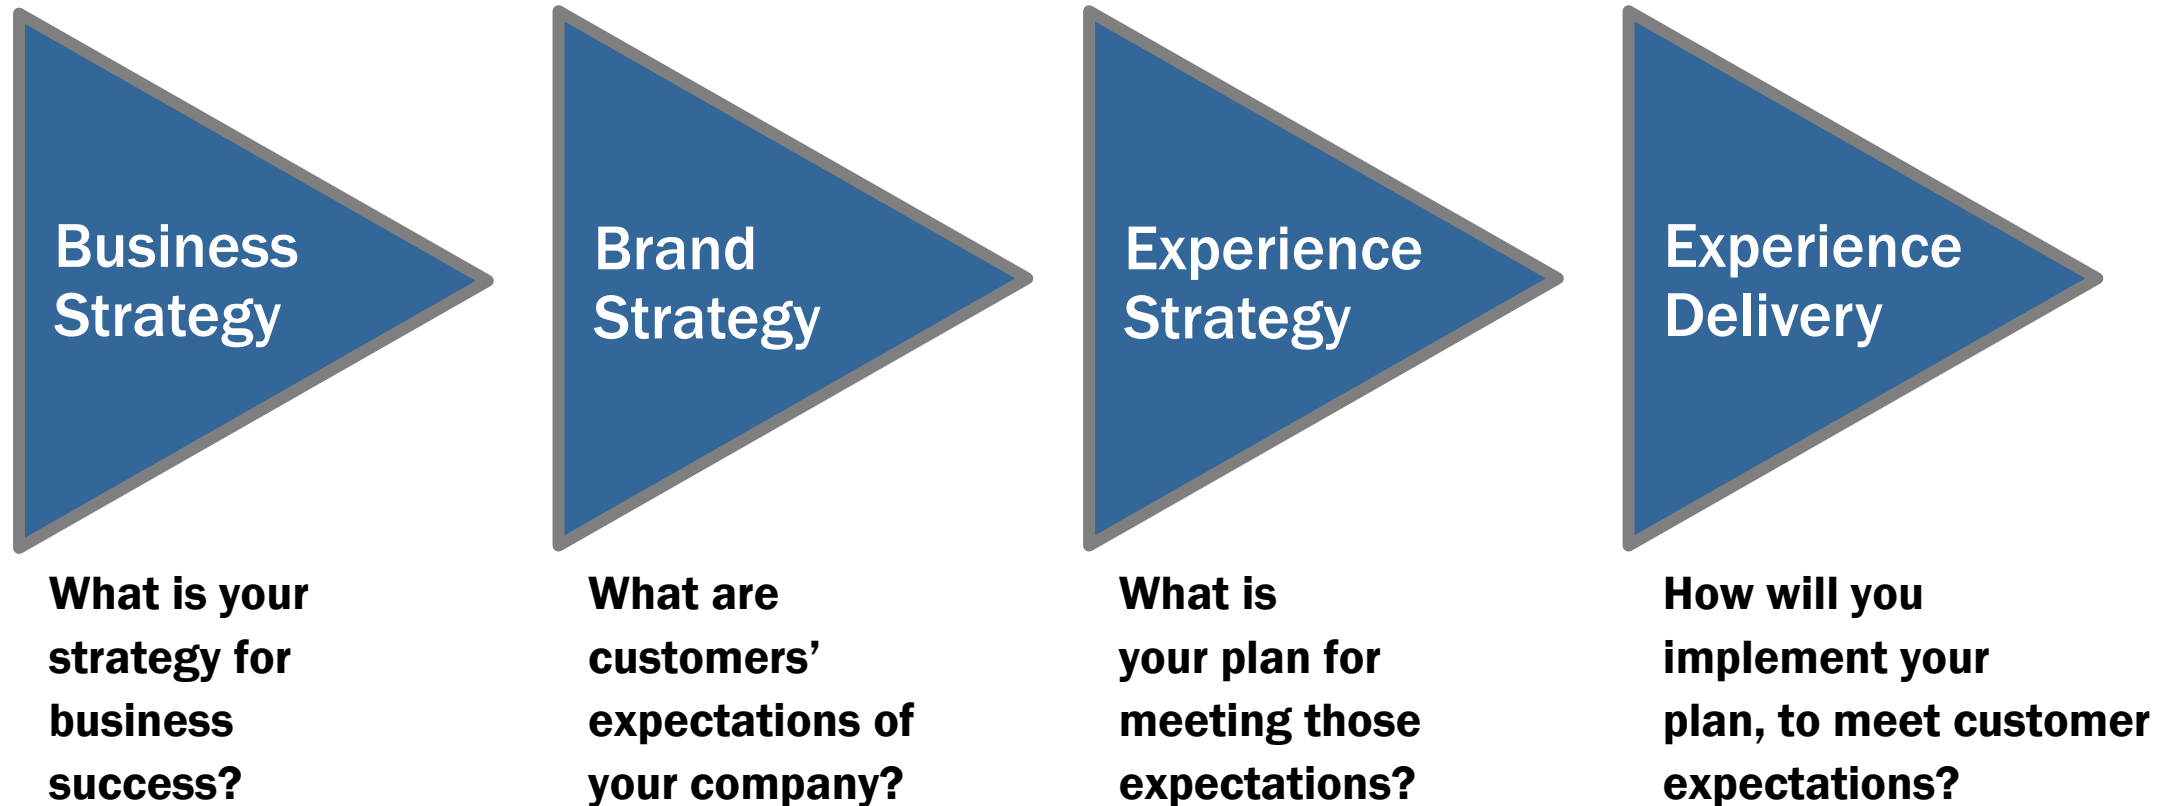 Business
Strategy
Brand
Strategy
Experience
Strategy
Experience
Delivery
What is your
strategy for
business
success?
What are
customers’
expectations of
your company?
What is
your plan for
meeting those
expectations?
How will you
implement your
plan, to meet customer
expectations?